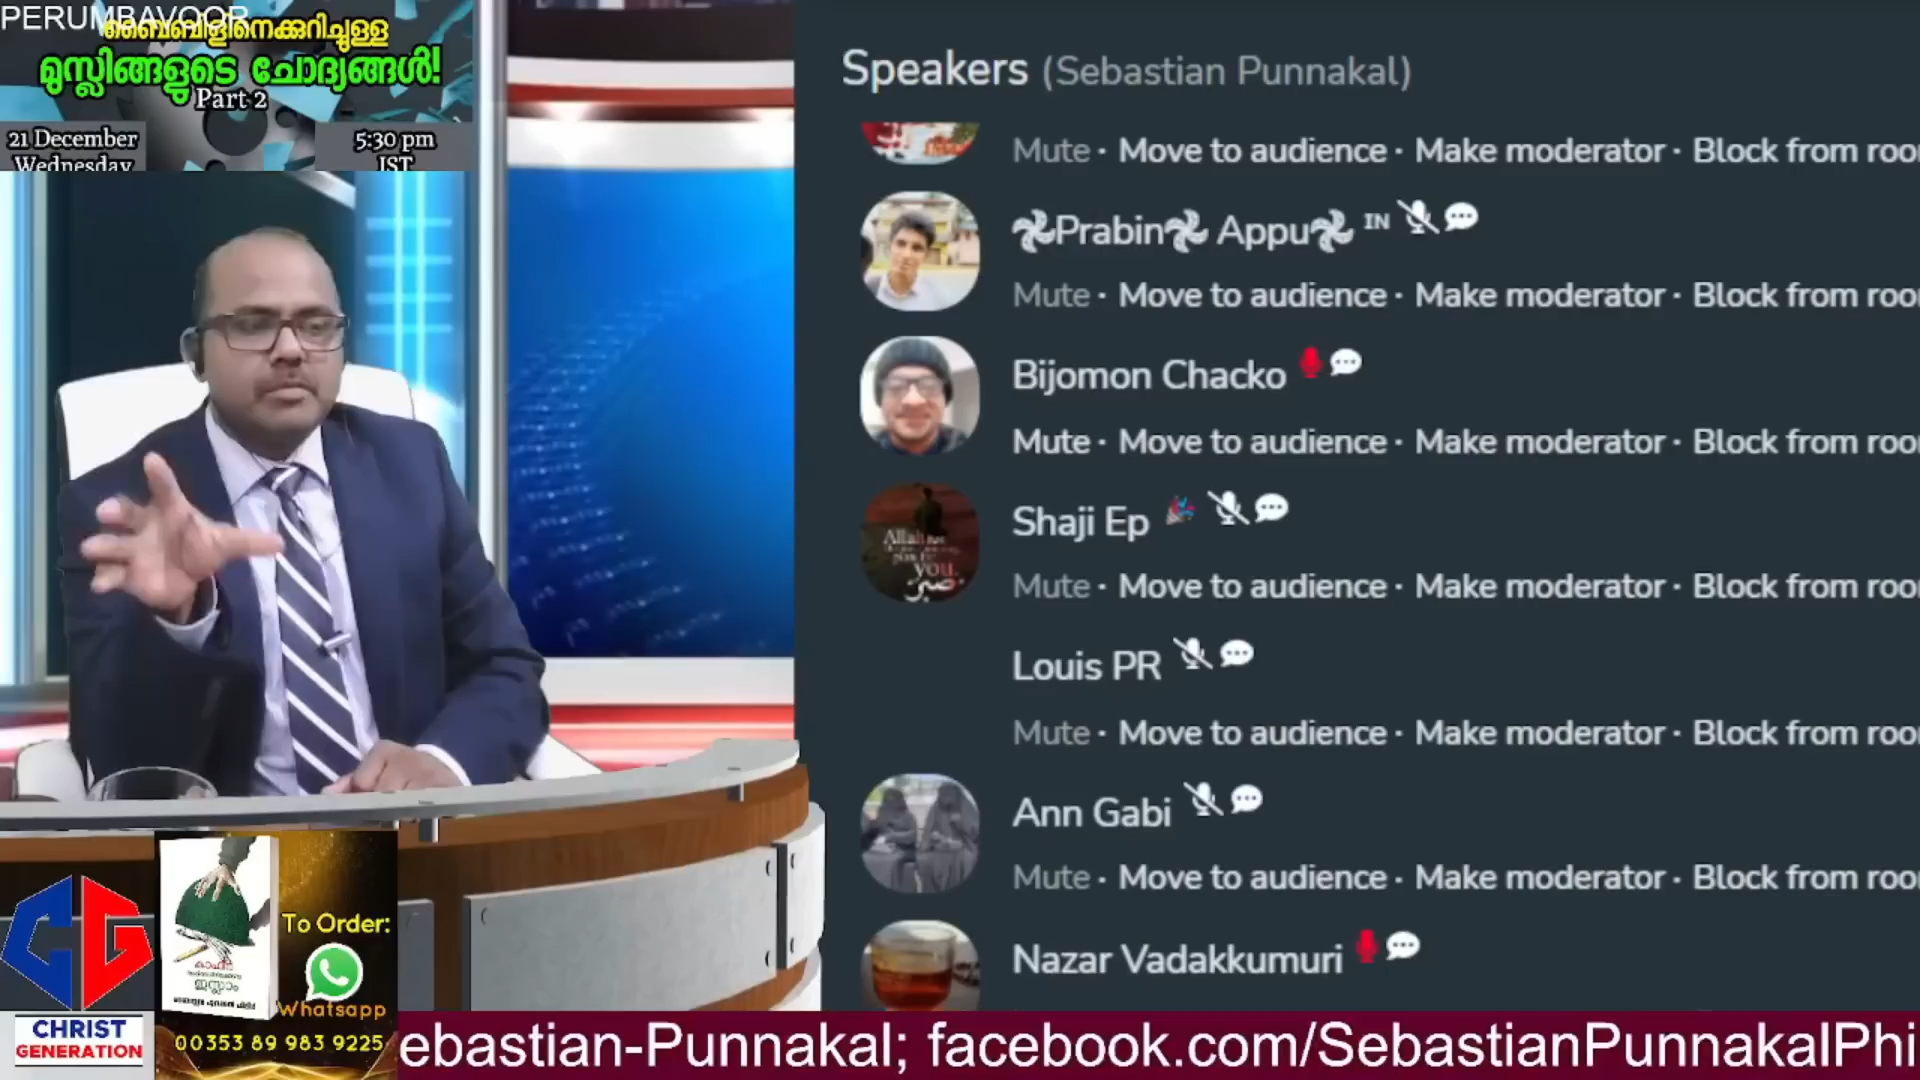 PERUMBAVOOR
ബൈബിളിനെക്കുറിച്ചുള്ള
മുസ്ലിങ്ങളുടെ ചോദ്യങ്ങൾ!
Part 2
21 December
Wednesday
5:30 pm
IST
Speakers (Sebastian Punnakal)
Mute · Move to audience · Make moderator · Block from roo
Prabin Appu IN
Mute · Move to audience · Make moderator · Block from roo
Bijomon Chacko
Mute · Move to audience · Make moderator · Block from roo
Shaji Ep
Mute · Move to audience · Make moderator · Block from roo
Allah
you.
Louis PR
Mute · Move to audience · Make moderator · Block from roo
Ann Gabi
Mute · Move to audience · Make moderator · Block from roo
Nazar Vadakkumuri
CG
CHRIST
GENERATION
ഇസ്ലാം
To Order:
Whatsapp
00353 89 983 9225
ebastian-Punnakal; facebook.com/SebastianPunnakalPhi